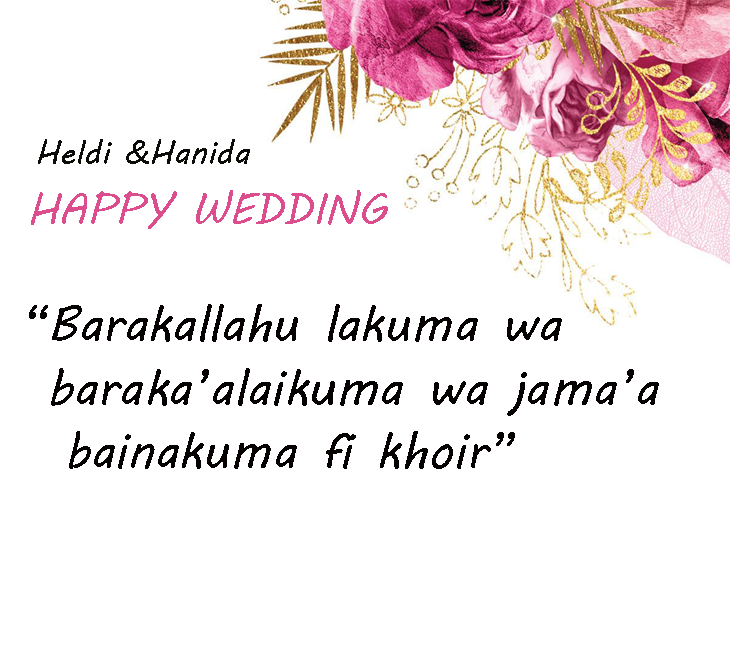 Heldi &Hanida
HAPPY WEDDING
“Barakallahu lakuma wa
baraka’alaikuma wa jama’a
bainakuma fi khoir”